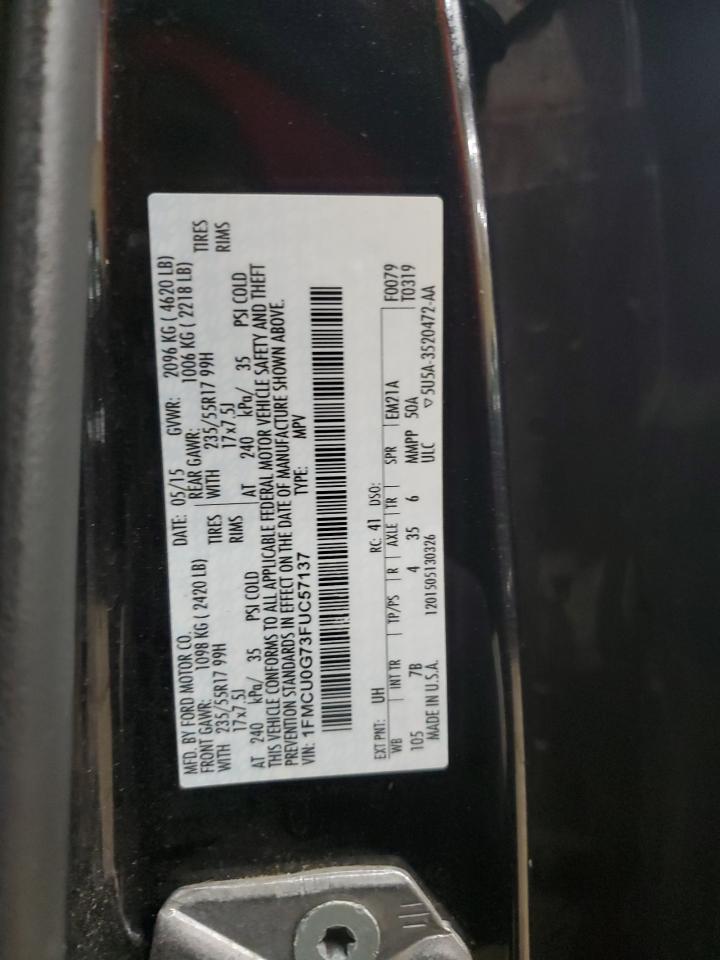 MFD. BY FORD MOTOR CO. DATE: 05/15 GVWR: 2096 KG ( 4620 LB)
FRONT GAWR: 1098 KG ( 2420 LB) REAR GAWR: 1006 KG ( 2218 LB)
WITH 235/55R17 99H TIRES WITH 235/55R17 99H TIRES
17x7.5J RIMS 17x7.5J RIMS
AT 240 kPa/ 35 PSI COLD AT 240 kPa/ 35 PSI COLD
THIS VEHICLE CONFORMS TO ALL APPLICABLE FEDERAL MOTOR VEHICLE SAFETY AND THEFT
PREVENTION STANDARDS IN EFFECT ON THE DATE OF MANUFACTURE SHOWN ABOVE.
VIN: 1FMCU0G73FUC57137 TYPE: MPV
EXT PNT: UH RC: 41 DSO:
WB INT TR TP/PS R AXLE TR SPR EM21A F0079
105 7B 4 35 6 MMPP 50A T0319
MADE IN U.S.A. 1201505130326 ULC ▽5U5A-3520472-AA